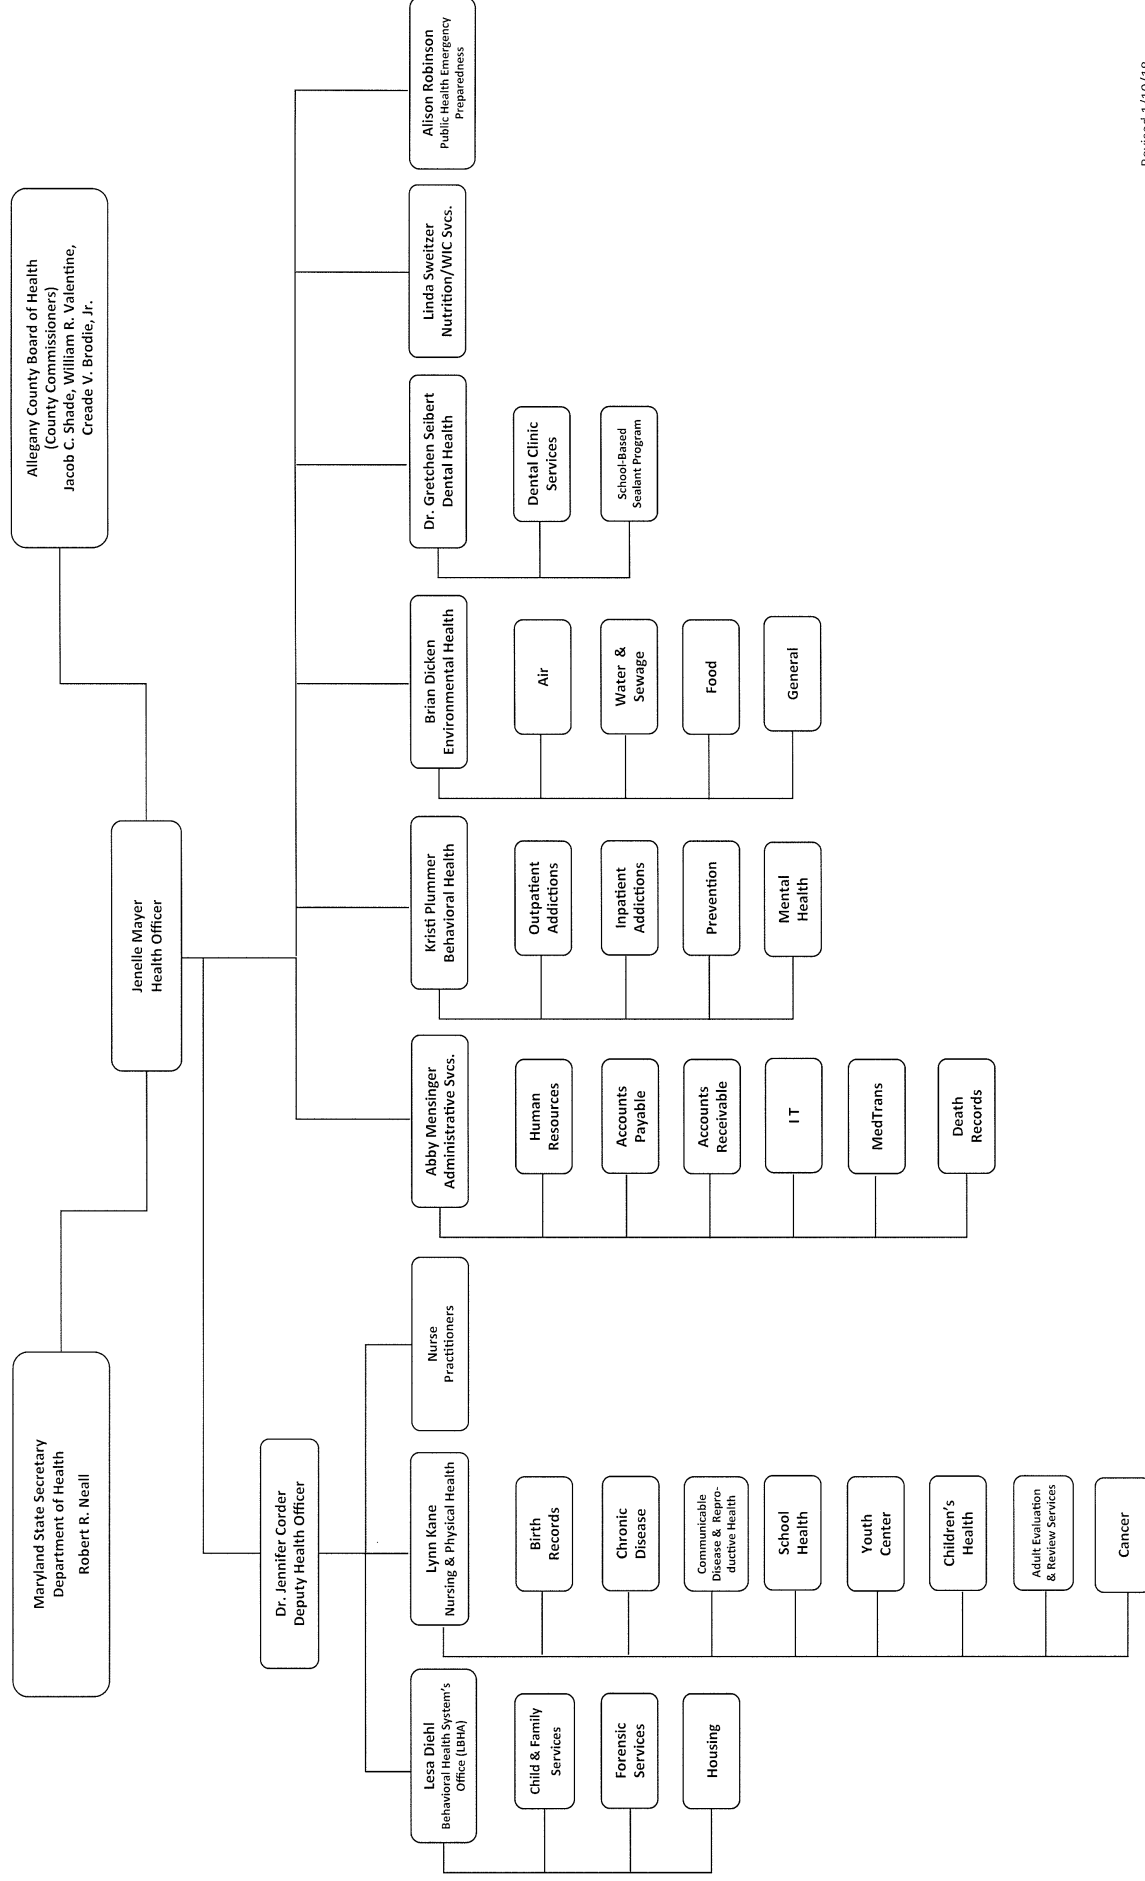 Maryland State Secretary
Department of Health
Robert R. Neall
Allegany County Board of Health
(County Commissioners)
Jacob C. Shade, William R. Valentine,
Creade V. Brodie, Jr.
Jenelle Mayer
Health Officer
Dr. Jennifer Corder
Deputy Health Officer
Lesa Diehl
Behavioral Health System's
Office (LBHA)
Child & Family
Services
Forensic
Services
Housing
Lynn Kane
Nursing & Physical Health
Birth
Records
Chronic
Disease
Communicable
Disease & Repro-
ductive Health
School
Health
Youth
Center
Children's
Health
Adult Evaluation
& Review Services
Cancer
Nurse
Practitioners
Abby Mensinger
Administrative Svcs.
Human
Resources
Accounts
Payable
Accounts
Receivable
I T
MedTrans
Death
Records
Kristi Plummer
Behavioral Health
Outpatient
Addictions
Inpatient
Addictions
Prevention
Mental
Health
Brian Dicken
Environmental Health
Air
Water &
Sewage
Food
General
Dr. Gretchen Seibert
Dental Health
Dental Clinic
Services
School-Based
Sealant Program
Linda Sweitzer
Nutrition/WIC Svcs.
Alison Robinson
Public Health Emergency
Preparedness